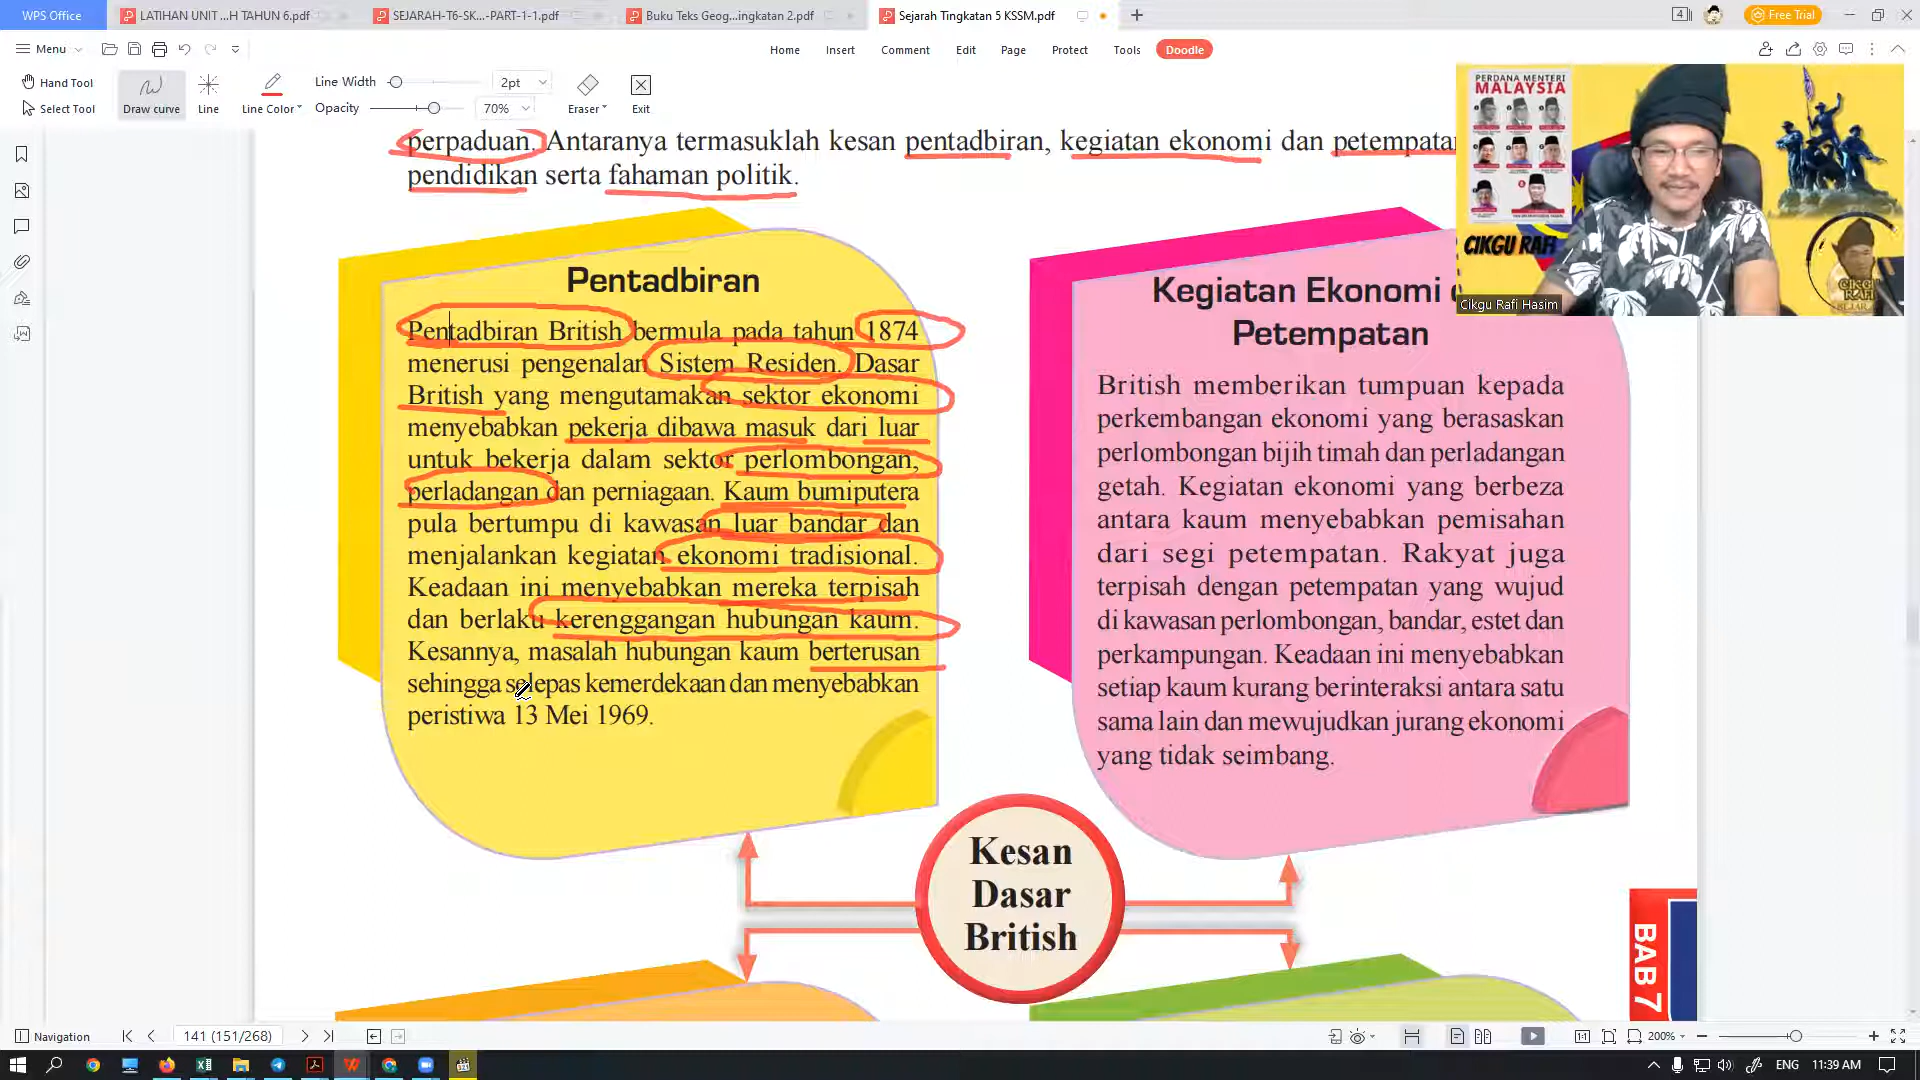 WPS Office
LATIHAN UNIT ...H TAHUN 6.pdf
SEJARAH-T6-SK...-PART-1-1.pdf
Buku Teks Geog...ingkatan 2.pdf
Sejarah Tingkatan 5 KSSM.pdf
4
Free Trial
Menu
Home
Insert
Comment
Edit
Page
Protect
Tools
Doodle
Hand Tool
Select Tool
Draw curve
Line
Line Color
Line Width
2pt
Opacity
70%
Eraser
Exit
PERDANA MENTERI
MALAYSIA
CIKGU RAFI
Cikgu Rafi Hasim
perpaduan. Antaranya termasuklah kesan pentadbiran, kegiatan ekonomi dan petempata
pendidikan serta fahaman politik.
Pentadbiran
Pentadbiran British bermula pada tahun 1874
menerusi pengenalan Sistem Residen. Dasar
British yang mengutamakan sektor ekonomi
menyebabkan pekerja dibawa masuk dari luar
untuk bekerja dalam sektor perlombongan,
perladangan dan perniagaan. Kaum bumiputera
pula bertumpu di kawasan luar bandar dan
menjalankan kegiatan ekonomi tradisional.
Keadaan ini menyebabkan mereka terpisah
dan berlaku kerenggangan hubungan kaum.
Kesannya, masalah hubungan kaum berterusan
sehingga selepas kemerdekaan dan menyebabkan
peristiwa 13 Mei 1969.
Kegiatan Ekonomi
Petempatan
British memberikan tumpuan kepada
perkembangan ekonomi yang berasaskan
perlombongan bijih timah dan perladangan
getah. Kegiatan ekonomi yang berbeza
antara kaum menyebabkan pemisahan
dari segi petempatan. Rakyat juga
terpisah dengan petempatan yang wujud
di kawasan perlombongan, bandar, estet dan
perkampungan. Keadaan ini menyebabkan
setiap kaum kurang berinteraksi antara satu
sama lain dan mewujudkan jurang ekonomi
yang tidak seimbang.
Kesan
Dasar
British
BAB 7
Navigation
141 (151/268)
200%
ENG
11:39 AM